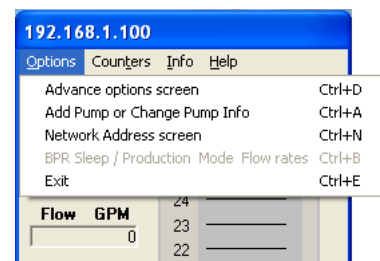 192.168.1.100
Options Counters Info Help
Advance options screen Ctrl+D
Add Pump or Change Pump Info Ctrl+A
Network Address screen Ctrl+N
BPR Sleep / Production Mode Flow rates Ctrl+B
Exit Ctrl+E
24
Flow GPM
23
0
22